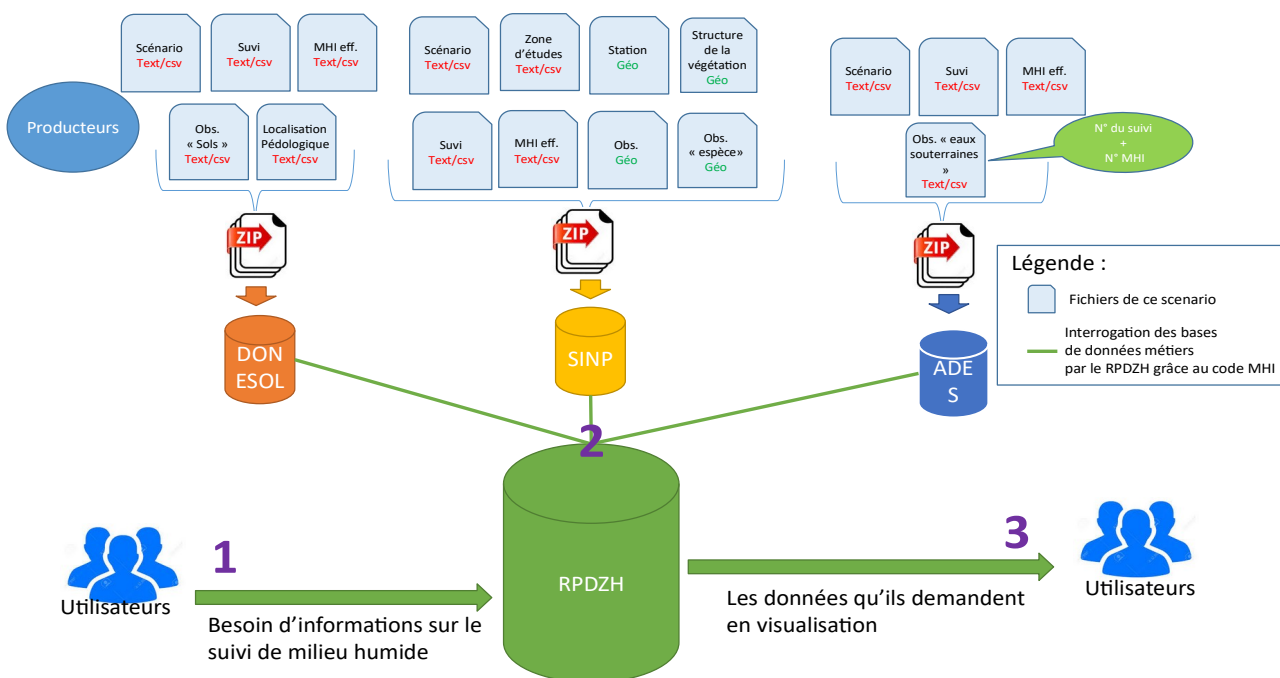 Producteurs
Scénario
Text/csv
Suvi
Text/csv
MHI eff.
Text/csv
Obs.
« Sols »
Text/csv
Localisation
Pédologique
Text/csv
Scénario
Text/csv
Zone
d'études
Text/csv
Station
Géo
Structure
de la
végétation
Géo
Suvi
Text/csv
MHI eff.
Text/csv
Obs.
Géo
Obs.
« espèce»
Géo
Scénario
Text/csv
Suvi
Text/csv
MHI eff.
Text/csv
Obs. « eaux
souterraines
»
Text/csv
N° du suivi
+
N° MHI
ZIP
ZIP
ZIP
DON
ESOL
SINP
ADE
S
Légende :
Fichiers de ce scenario
Interrogation des bases
de données métiers
par le RPDZH grâce au code MHI
2
1
3
Utilisateurs
RPDZH
Utilisateurs
Besoin d'informations sur le
suivi de milieu humide
Les données qu'ils demandent
en visualisation